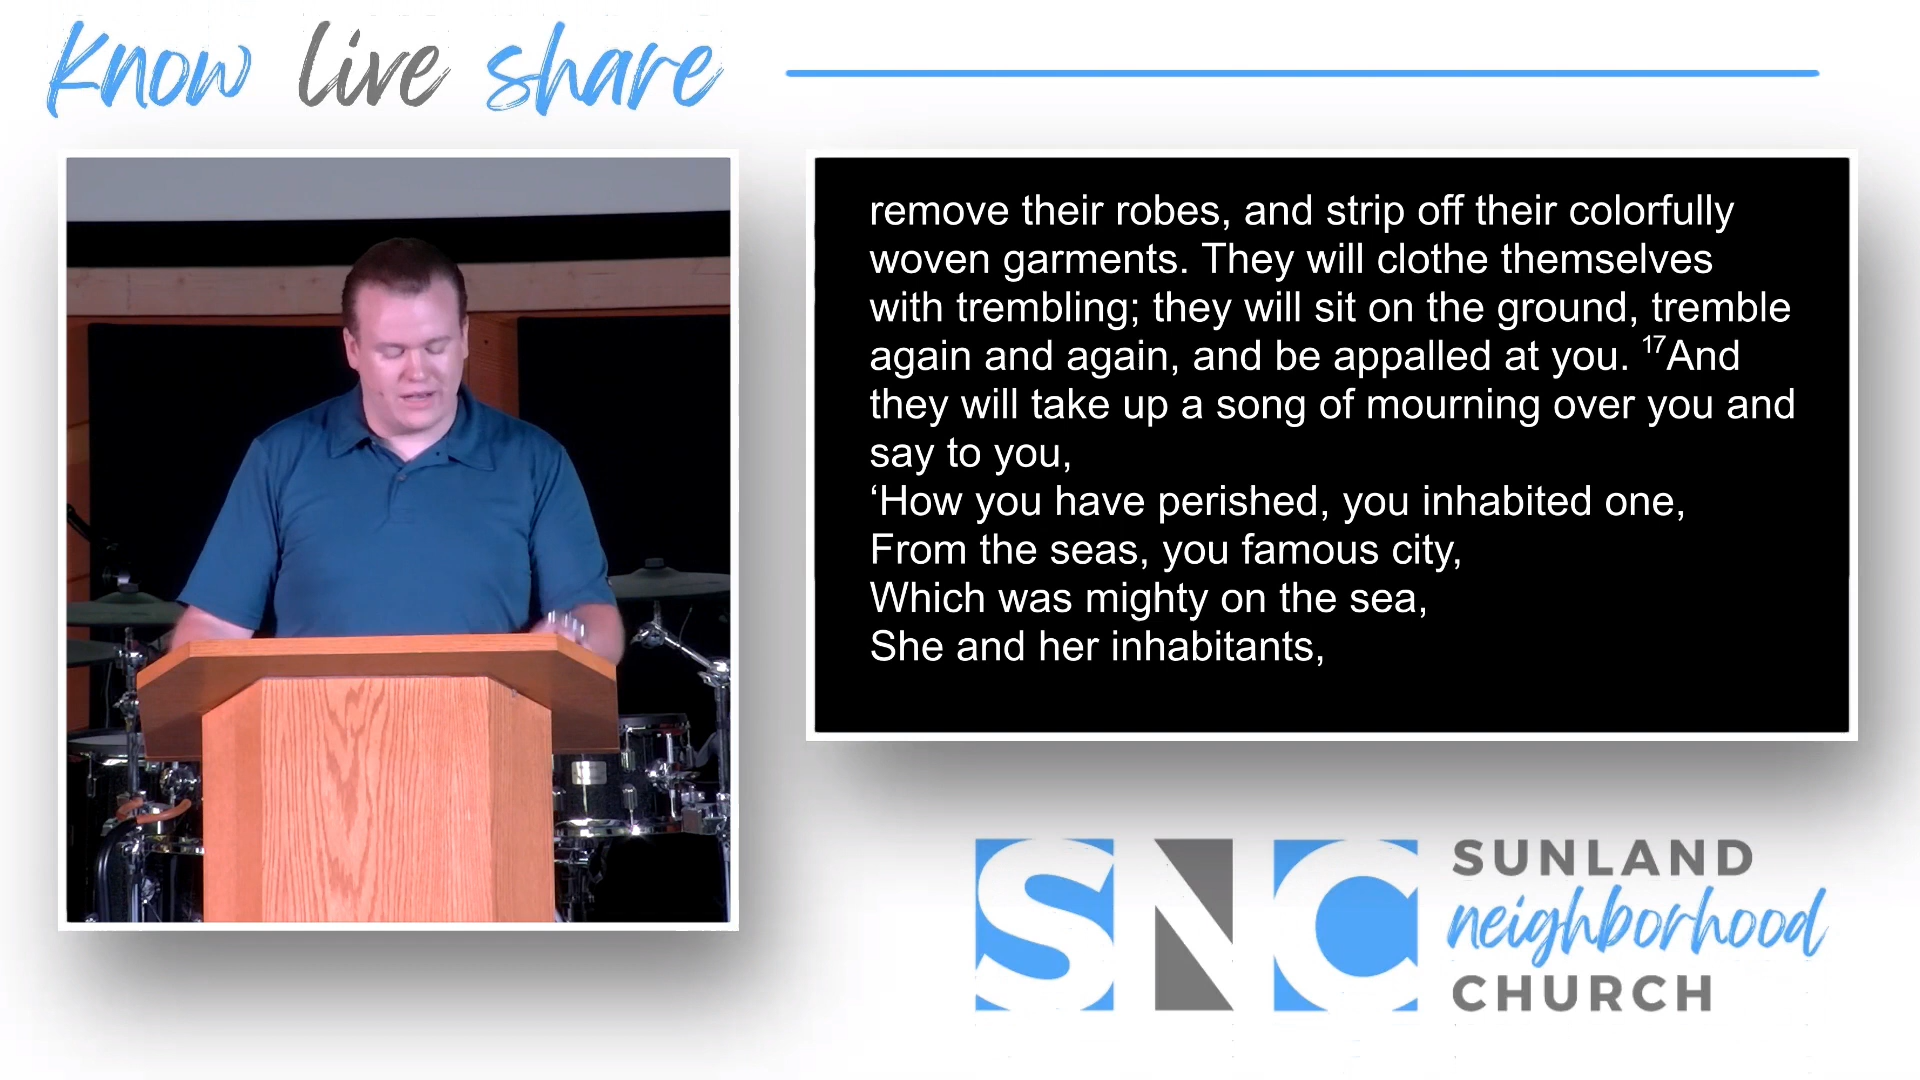 know live share
remove their robes, and strip off their colorfully
woven garments. They will clothe themselves
with trembling; they will sit on the ground, tremble
again and again, and be appalled at you. 17And
they will take up a song of mourning over you and
say to you,
‘How you have perished, you inhabited one,
From the seas, you famous city,
Which was mighty on the sea,
She and her inhabitants,
SNC
SUNLAND
neighborhood
CHURCH